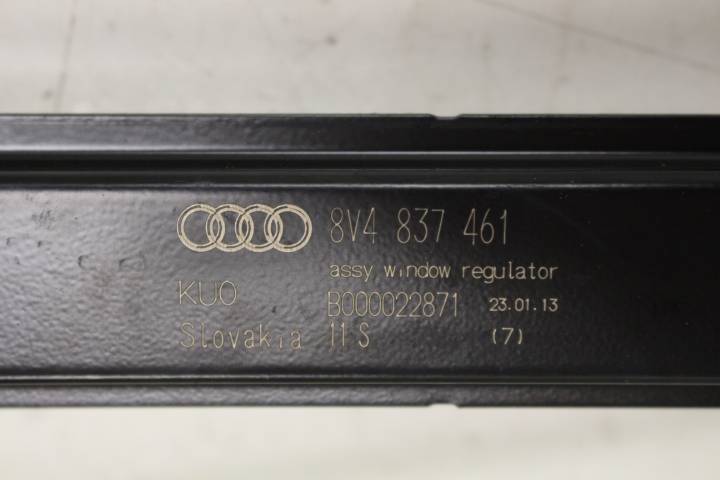 8V4 837 461
assy window regulator
KUO B000022871 23.01.13
Slovakia 11 S (7)